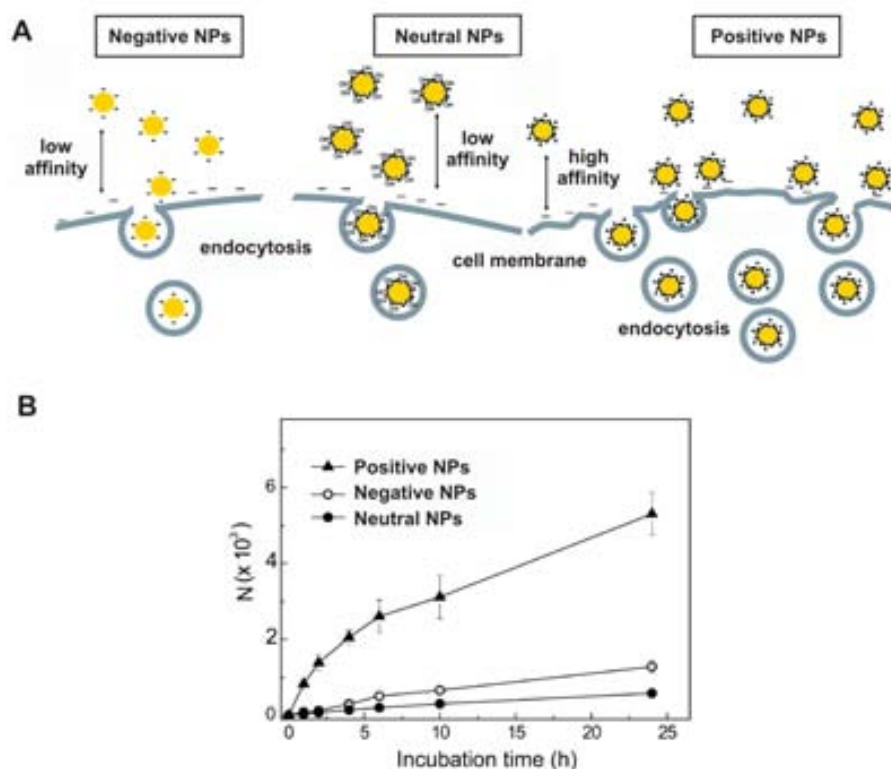 A
Negative NPs
Neutral NPs
Positive NPs
low
affinity
low
affinity
high
affinity
endocytosis
cell membrane
endocytosis
B
Positive NPs
Negative NPs
Neutral NPs
N (x 10³)
6
4
2
0
0 5 10 15 20 25
Incubation time (h)